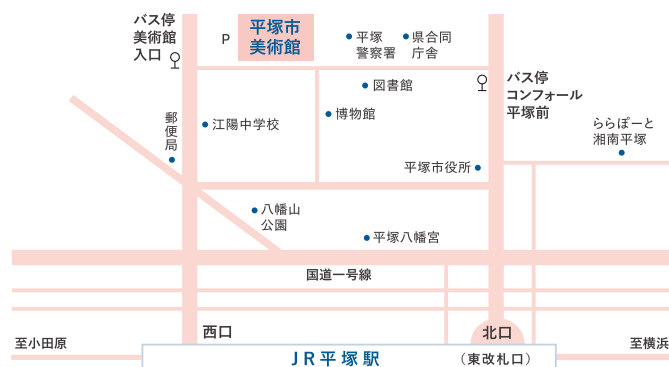 バス停
美術館
入口
P
平塚市
美術館
平塚
警察署
県合同
庁舎
図書館
バス停
コンフォール
平塚前
博物館
江陽中学校
郵便局
ららぽーと
湘南平塚
平塚市役所
八幡山
公園
平塚八幡宮
国道一号線
西口
北口
至小田原
至横浜
JR平塚駅
（東改札口）